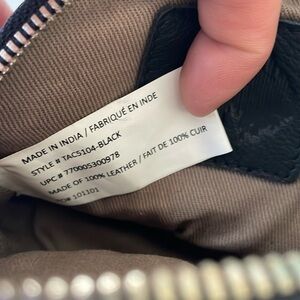 MADE IN INDIA / FABRIQUÉ EN INDE
STYLE # TAC5104-BLACK
UPC # 770005300978
MADE OF 100% LEATHER / FAIT DE 100% CUIR
101101